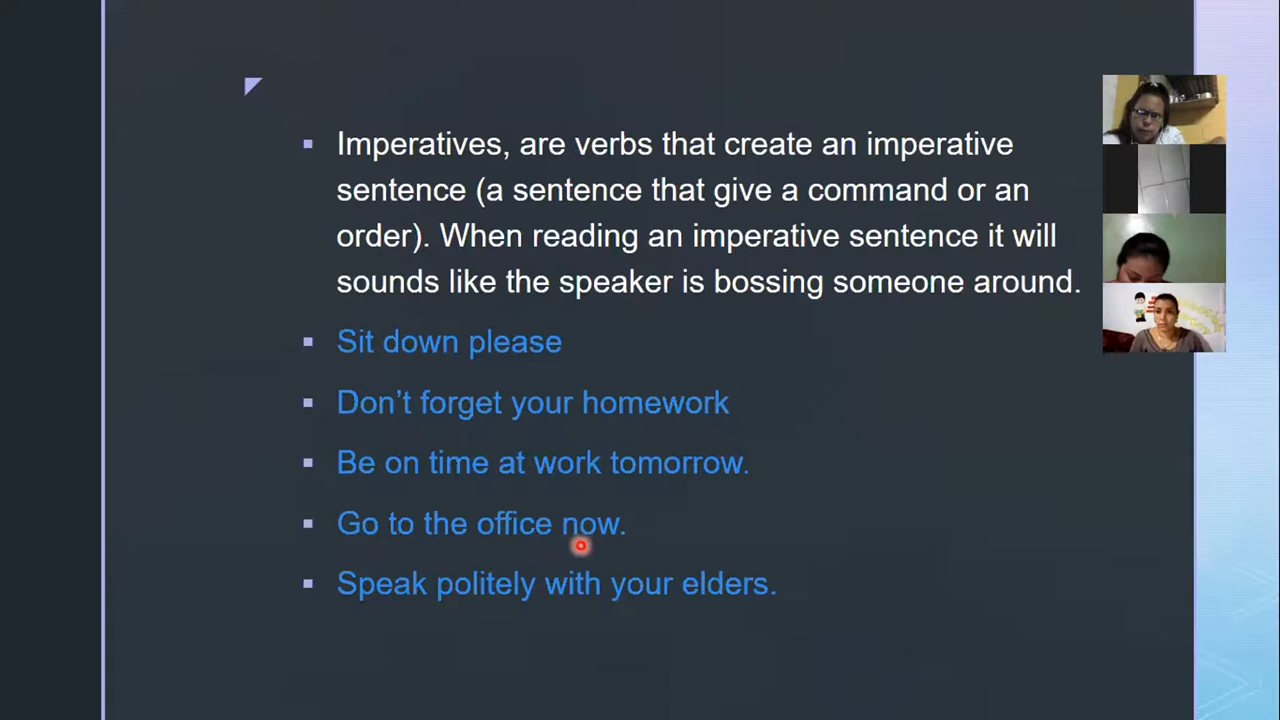 Imperatives, are verbs that create an imperative
sentence (a sentence that give a command or an
order). When reading an imperative sentence it will
sounds like the speaker is bossing someone around.
Sit down please
Don’t forget your homework
Be on time at work tomorrow.
Go to the office now.
Speak politely with your elders.